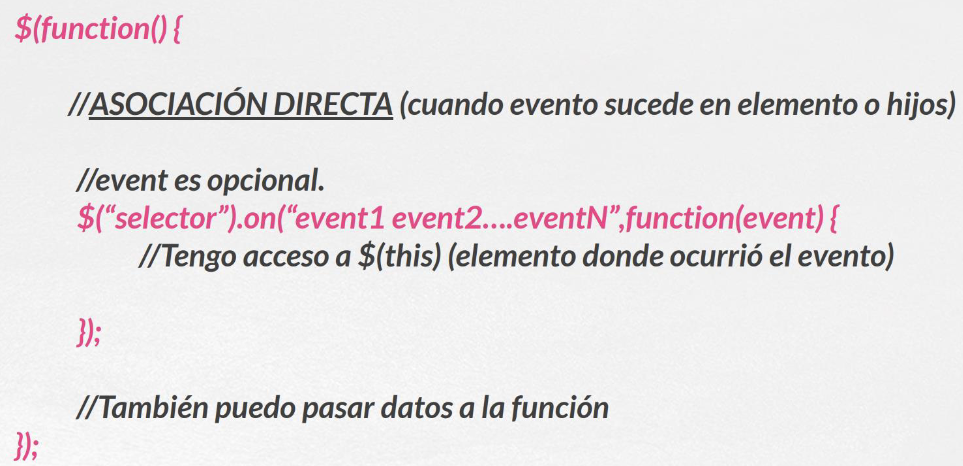 $(function() {
//ASOCIACIÓN DIRECTA (cuando evento sucede en elemento o hijos)
//event es opcional.
$(“selector”).on(“event1 event2….eventN”,function(event) {
//Tengo acceso a $(this) (elemento donde ocurrió el evento)
});
//También puedo pasar datos a la función
});